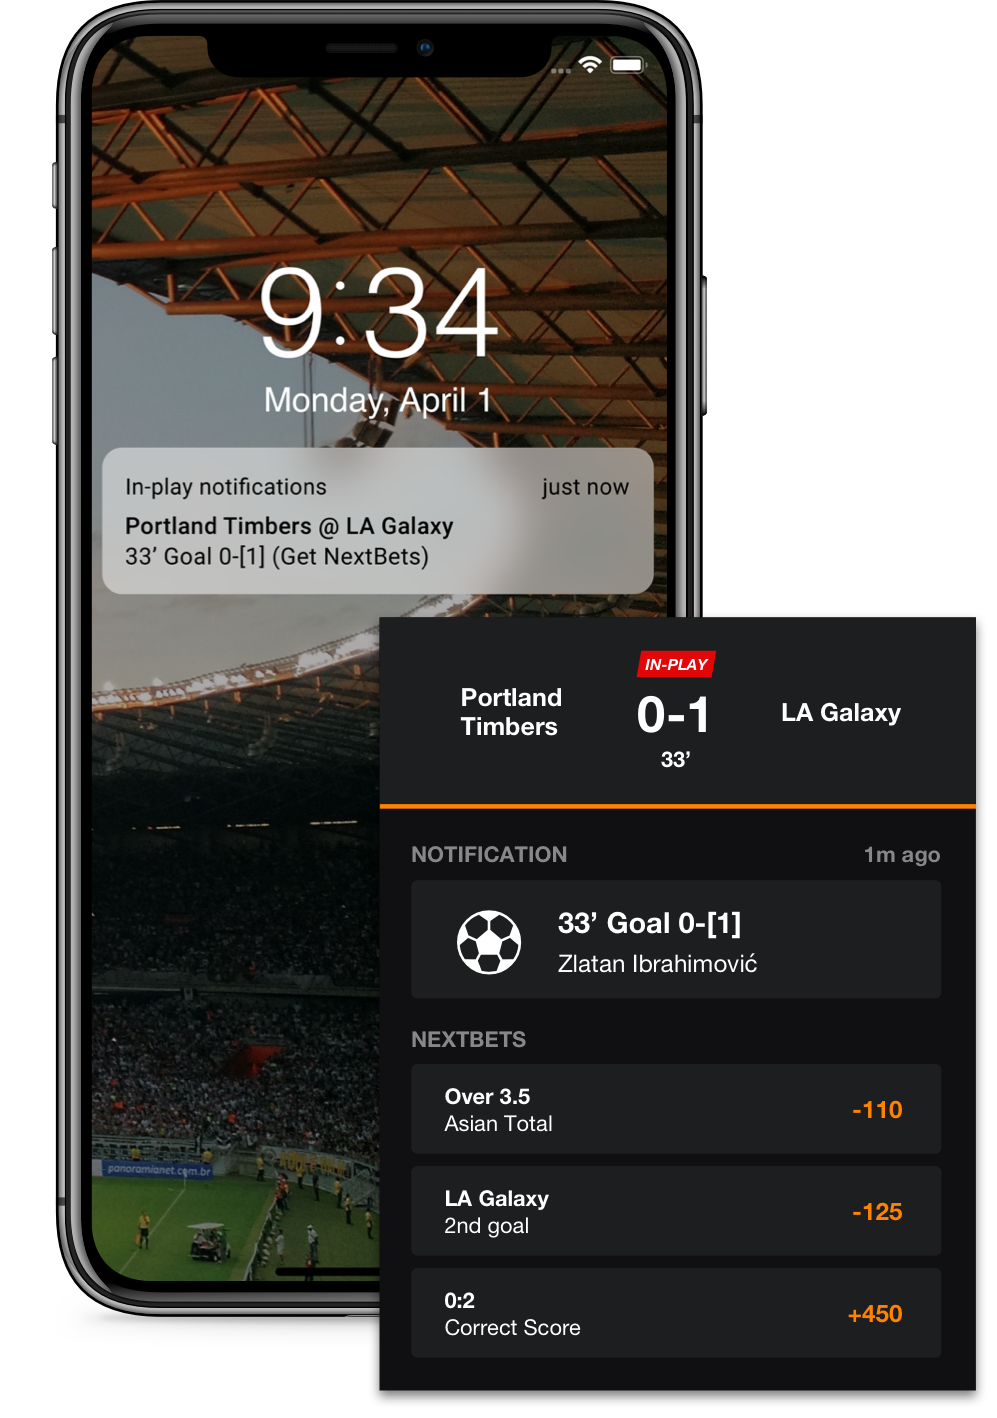 9:34
Monday, April 1
In-play notifications just now
Portland Timbers @ LA Galaxy
33’ Goal 0-[1] (Get NextBets)
IN-PLAY
Portland
Timbers
0-1
LA Galaxy
33’
NOTIFICATION 1m ago
33’ Goal 0-[1]
Zlatan Ibrahimović
NEXTBETS
Over 3.5
Asian Total
-110
LA Galaxy
2nd goal
-125
0:2
Correct Score
+450
panoramianet.com.br